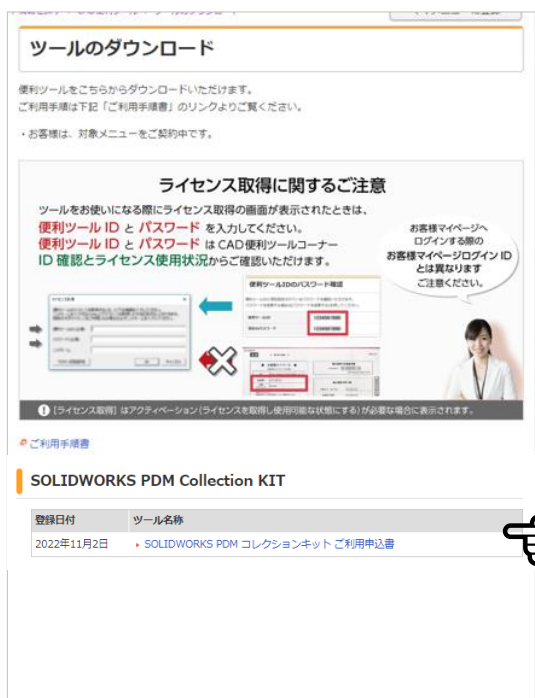 ツールのダウンロード
便利ツールをこちらからダウンロードいただけます。
ご利用手順は下記「ご利用手順書」のリンクよりご覧ください。
・お客様は、対象メニューをご契約中です。
ライセンス取得に関するご注意
ツールをお使いになる際にライセンス取得の画面が表示されたときは、
便利ツール ID と パスワード を入力してください。
便利ツール ID と パスワード は CAD 便利ツールコーナー
ID 確認とライセンス使用状況からご確認いただけます。
お客様マイページへ
ログインする際の
お客様マイページログイン ID
とは異なります
ご注意ください。
便利ツールIDのパスワード確認
[ライセンス取得] はアクティベーション(ライセンスを取得し使用可能な状態にする)が必要な場合に表示されます。
ご利用手順書
SOLIDWORKS PDM Collection KIT
登録日付 ツール名称
2022年11月2日 SOLIDWORKS PDM コレクションキット ご利用申込書